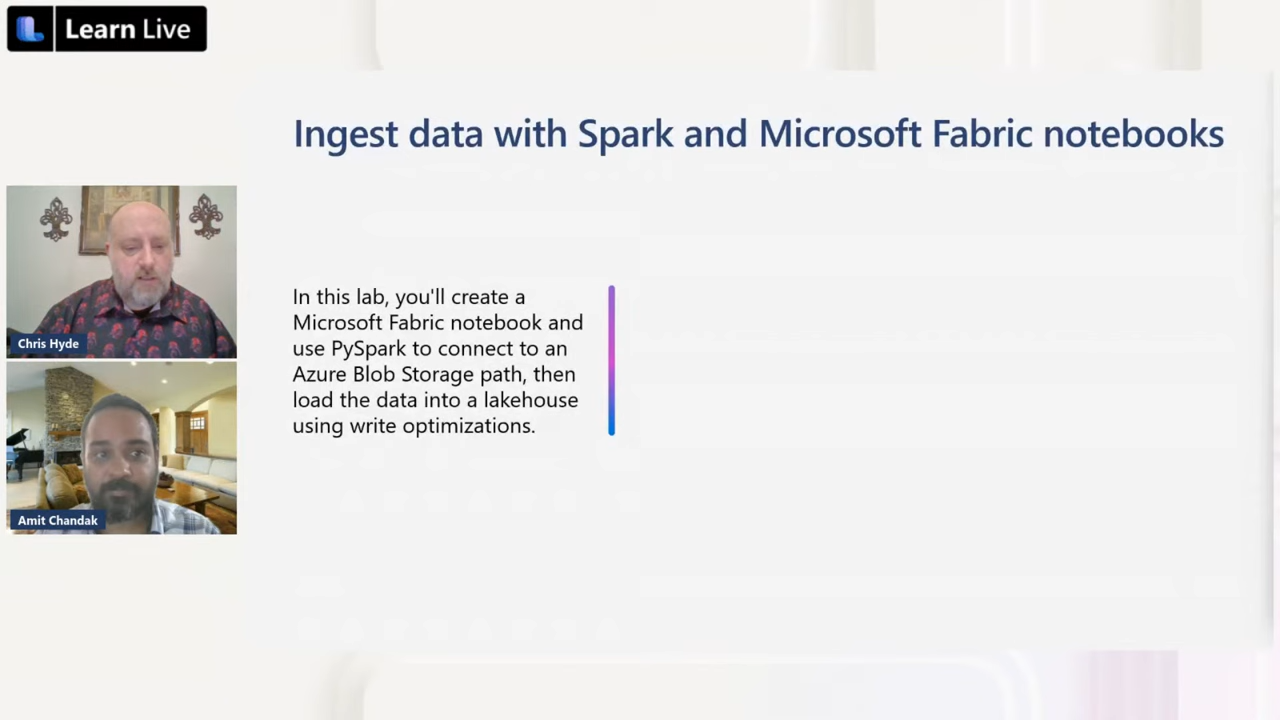 Learn Live
Ingest data with Spark and Microsoft Fabric notebooks
Chris Hyde
In this lab, you'll create a
Microsoft Fabric notebook and
use PySpark to connect to an
Azure Blob Storage path, then
load the data into a lakehouse
using write optimizations.
Amit Chandak